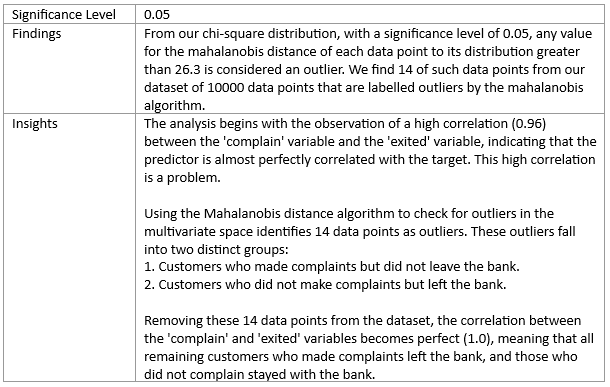 Significance Level 0.05
Findings From our chi-square distribution, with a significance level of 0.05, any value
for the mahalanobis distance of each data point to its distribution greater
than 26.3 is considered an outlier. We find 14 of such data points from our
dataset of 10000 data points that are labelled outliers by the mahalanobis
algorithm.
Insights The analysis begins with the observation of a high correlation (0.96)
between the 'complain' variable and the 'exited' variable, indicating that the
predictor is almost perfectly correlated with the target. This high correlation
is a problem.
Using the Mahalanobis distance algorithm to check for outliers in the
multivariate space identifies 14 data points as outliers. These outliers fall
into two distinct groups:
1. Customers who made complaints but did not leave the bank.
2. Customers who did not make complaints but left the bank.
Removing these 14 data points from the dataset, the correlation between
the 'complain' and 'exited' variables becomes perfect (1.0), meaning that all
remaining customers who made complaints left the bank, and those who
did not complain stayed with the bank.